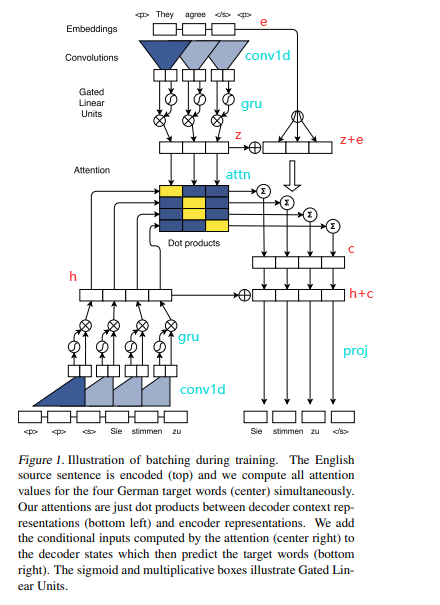 <p> They agree </s> <p>
e
Embeddings
Convolutions
conv1d
Gated
Linear
Units
gru
z
z+e
Attention
attn
Σ
Σ
Σ
Σ
Dot products
c
h
h+c
gru
proj
conv1d
<p> <p> <s> Sie stimmen zu
Sie stimmen zu </s>
Figure 1. Illustration of batching during training. The English
source sentence is encoded (top) and we compute all attention
values for the four German target words (center) simultaneously.
Our attentions are just dot products between decoder context rep-
resentations (bottom left) and encoder representations. We add
the conditional inputs computed by the attention (center right) to
the decoder states which then predict the target words (bottom
right). The sigmoid and multiplicative boxes illustrate Gated Lin-
ear Units.